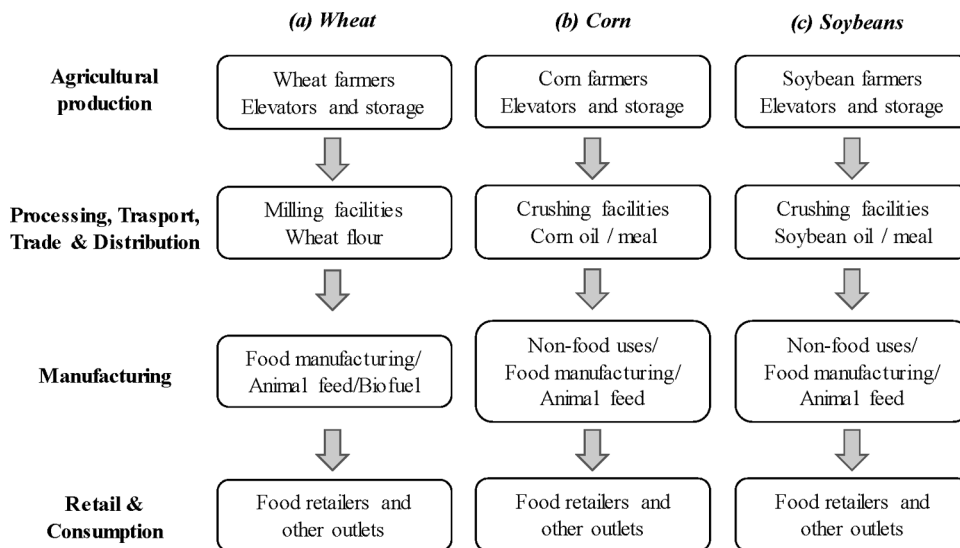 (a) Wheat
(b) Corn
(c) Soybeans
Agricultural
production
Wheat farmers
Elevators and storage
Corn farmers
Elevators and storage
Soybean farmers
Elevators and storage
Processing, Trasport,
Trade & Distribution
Milling facilities
Wheat flour
Crushing facilities
Corn oil / meal
Crushing facilities
Soybean oil / meal
Manufacturing
Food manufacturing/
Animal feed/Biofuel
Non-food uses/
Food manufacturing/
Animal feed
Non-food uses/
Food manufacturing/
Animal feed
Retail &
Consumption
Food retailers and
other outlets
Food retailers and
other outlets
Food retailers and
other outlets